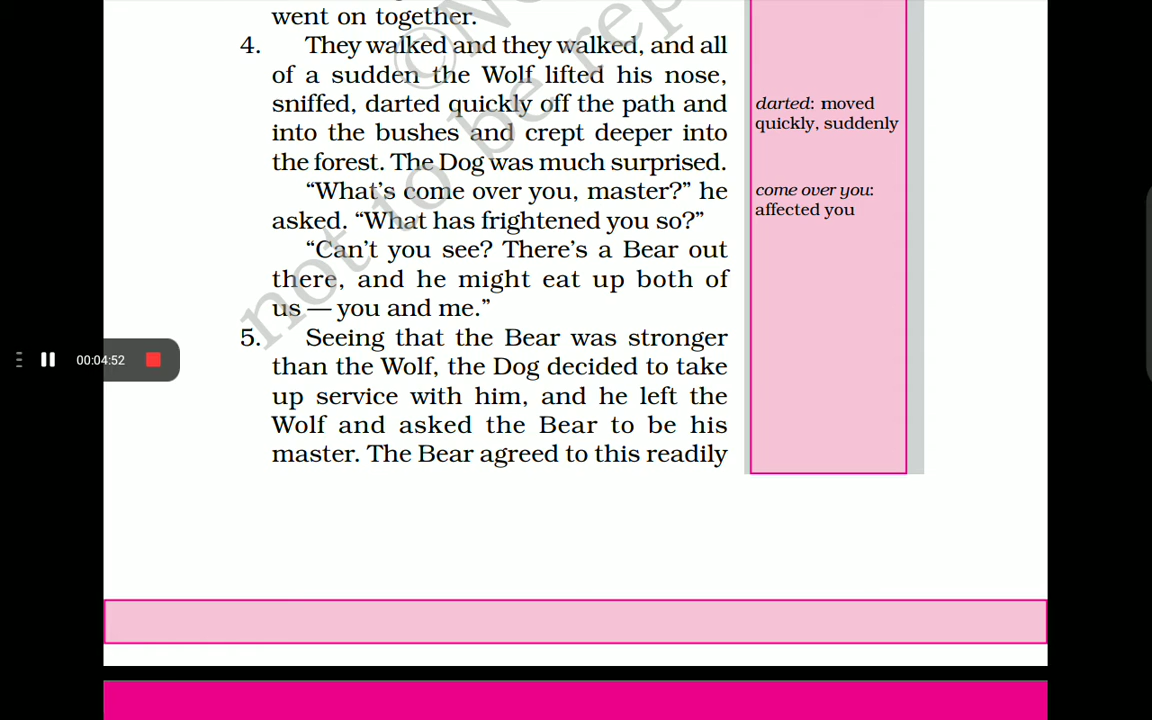 went on together.
4. They walked and they walked, and all
of a sudden the Wolf lifted his nose,
sniffed, darted quickly off the path and
into the bushes and crept deeper into
the forest. The Dog was much surprised.
“What’s come over you, master?” he
asked. “What has frightened you so?”
“Can’t you see? There’s a Bear out
there, and he might eat up both of
us — you and me.”
5. Seeing that the Bear was stronger
than the Wolf, the Dog decided to take
up service with him, and he left the
Wolf and asked the Bear to be his
master. The Bear agreed to this readily
darted: moved
quickly, suddenly
come over you:
affected you
00:04:52
not to be rep